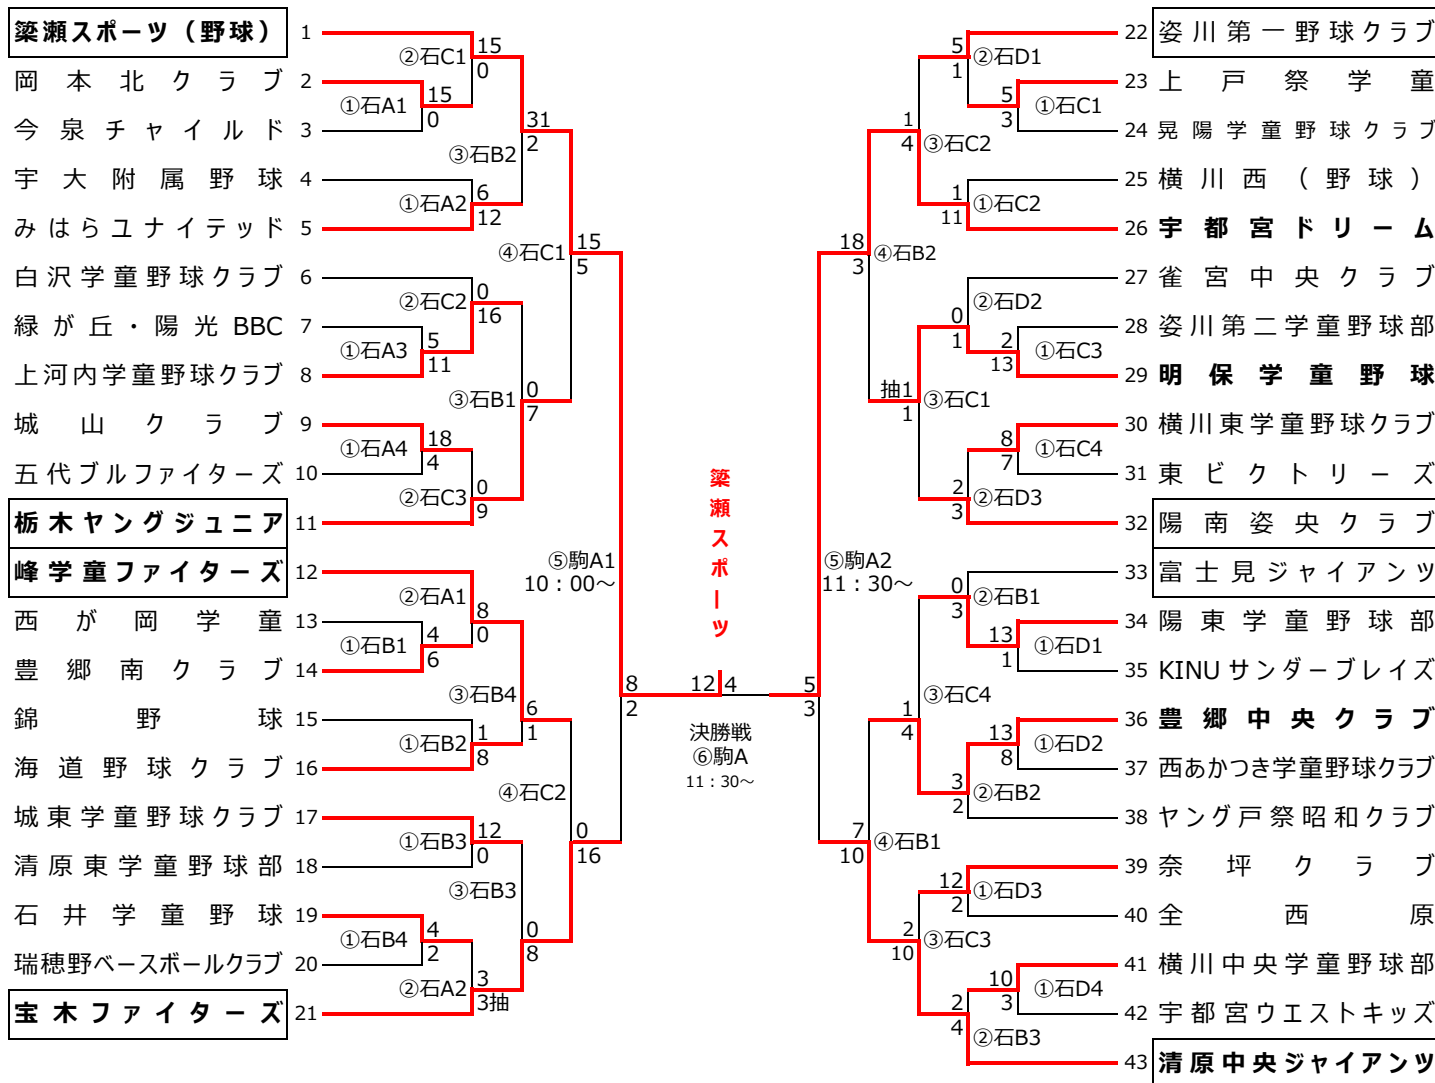 簗瀬スポーツ（野球） 1
岡本北クラブ 2
今泉チャイルド 3
宇大附属野球 4
みはらユナイテッド 5
白沢学童野球クラブ 6
緑が丘・陽光BBC 7
上河内学童野球クラブ 8
城山クラブ 9
五代ブルファイターズ 10
栃木ヤングジュニア 11
峰学童ファイターズ 12
西が岡学童 13
豊郷南クラブ 14
錦野球 15
海道野球クラブ 16
城東学童野球クラブ 17
清原東学童野球部 18
石井学童野球 19
瑞穂野ベースボールクラブ 20
宝木ファイターズ 21
①石A1 15 0
①石A2 6 12
①石A3 5 11
①石A4 18 4
①石B1 4 6
①石B2 1 8
①石B3 12 0
①石B4 4 2
②石C1 15 0
②石C2 0 16
②石C3 0 9
②石A1 8 0
②石A2 3 3抽
③石B2 31 2
③石B1 0 7
③石B4 6 1
③石B3 0 8
④石C1 15 5
④石C2 0 16
⑤駒A1
10：00～
8 2
簗瀬スポーツ
12 4
決勝戦
⑥駒A
11：30～
⑤駒A2
11：30～
5 3
④石B2 18 3
④石B1 7 10
③石C2 1 4
③石C1 抽1 1
③石C4 1 4
③石C3 2 10
②石D1 5 1
②石D2 0 1
②石D3 2 3
②石B1 0 3
②石B2 3 2
②石B3 2 4
①石C1 5 3
①石C2 1 11
①石C3 2 13
①石C4 8 7
①石D1 13 1
①石D2 13 8
①石D3 12 2
①石D4 10 3
22 姿川第一野球クラブ
23 上戸祭学童
24 晃陽学童野球クラブ
25 横川西（野球）
26 宇都宮ドリーム
27 雀宮中央クラブ
28 姿川第二学童野球部
29 明保学童野球
30 横川東学童野球クラブ
31 東ビクトリーズ
32 陽南姿央クラブ
33 富士見ジャイアンツ
34 陽東学童野球部
35 KINUサンダーブレイズ
36 豊郷中央クラブ
37 西あかつき学童野球クラブ
38 ヤング戸祭昭和クラブ
39 奈坪クラブ
40 全西原
41 横川中央学童野球部
42 宇都宮ウエストキッズ
43 清原中央ジャイアンツ